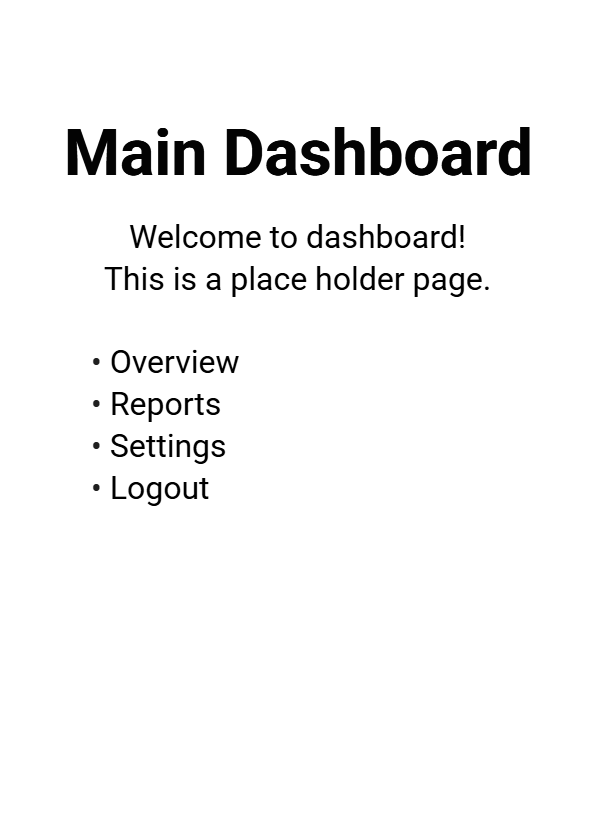 Main Dashboard
Welcome to dashboard!
This is a place holder page.
• Overview
• Reports
• Settings
• Logout